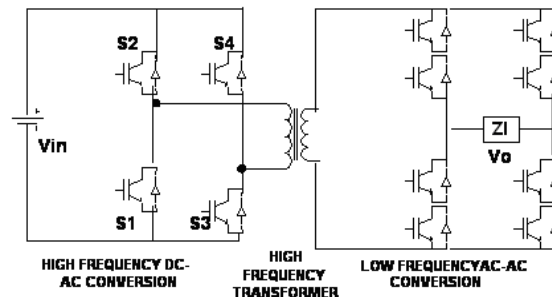 S2
S4
Vin
ZI
Vo
S1
S3
HIGH FREQUENCY DC-
AC CONVERSION
HIGH
FREQUENCY
TRANSFORMER
LOW FREQUENCYAC-AC
CONVERSION